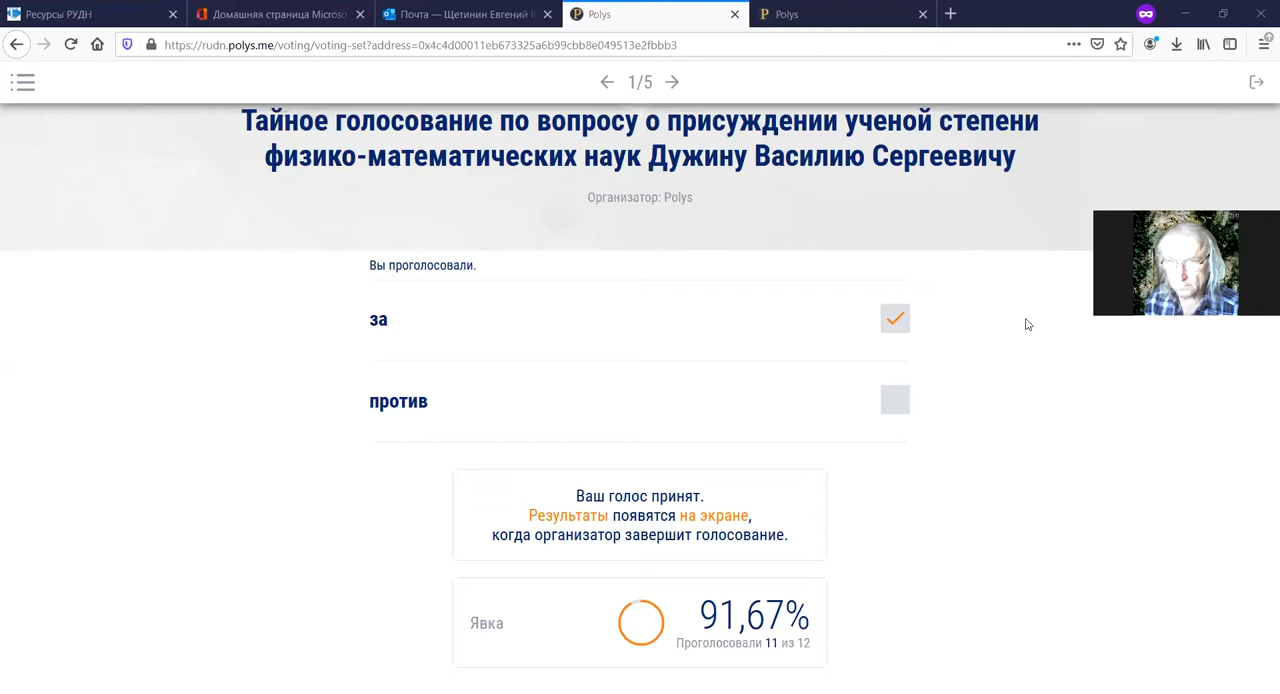 Ресурсы РУДН
Домашняя страница Microso
Почта — Щетинин Евгений
Polys
Polys
https://rudn.polys.me/voting/voting-set?address=0x4c4d00011eb673325a6b99cbb8e049513e2fbbb3
1/5
Тайное голосование по вопросу о присуждении ученой степени
физико-математических наук Дужину Василию Сергеевичу
Организатор: Polys
Вы проголосовали.
за
против
Ваш голос принят.
Результаты появятся на экране,
когда организатор завершит голосование.
Явка
91,67%
Проголосовали 11 из 12